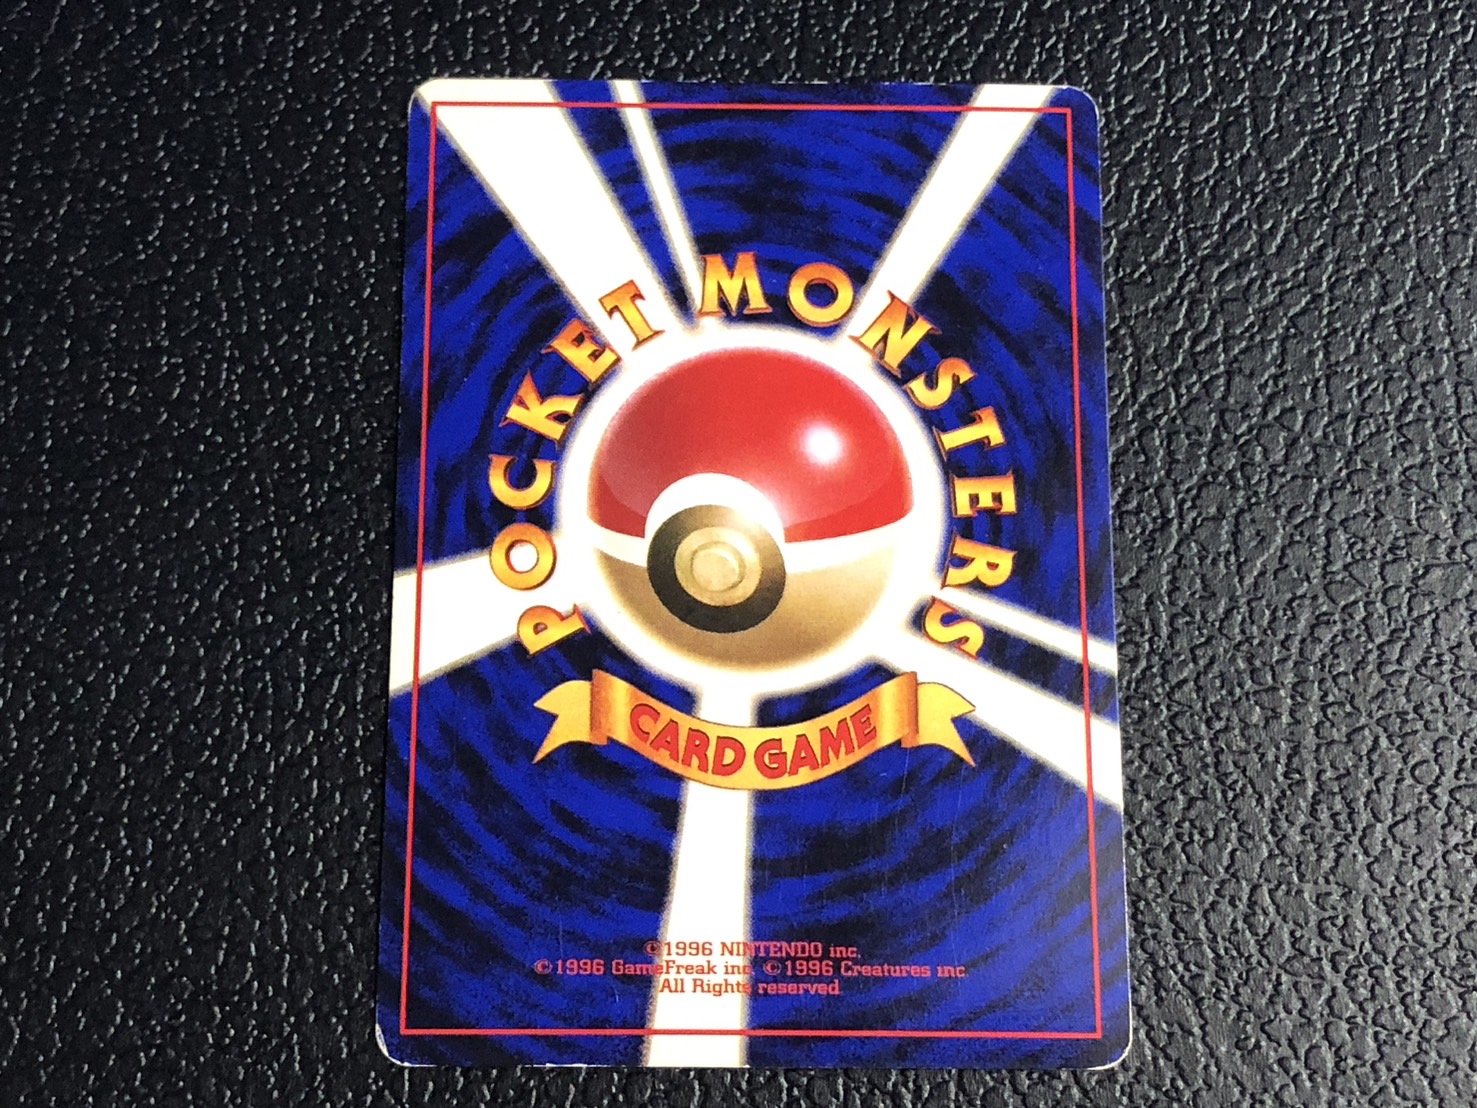 POCKET MONSTERS
CARD GAME
©1996 NINTENDO inc.
©1996 GameFreak inc. ©1996 Creatures inc
All Rights reserved